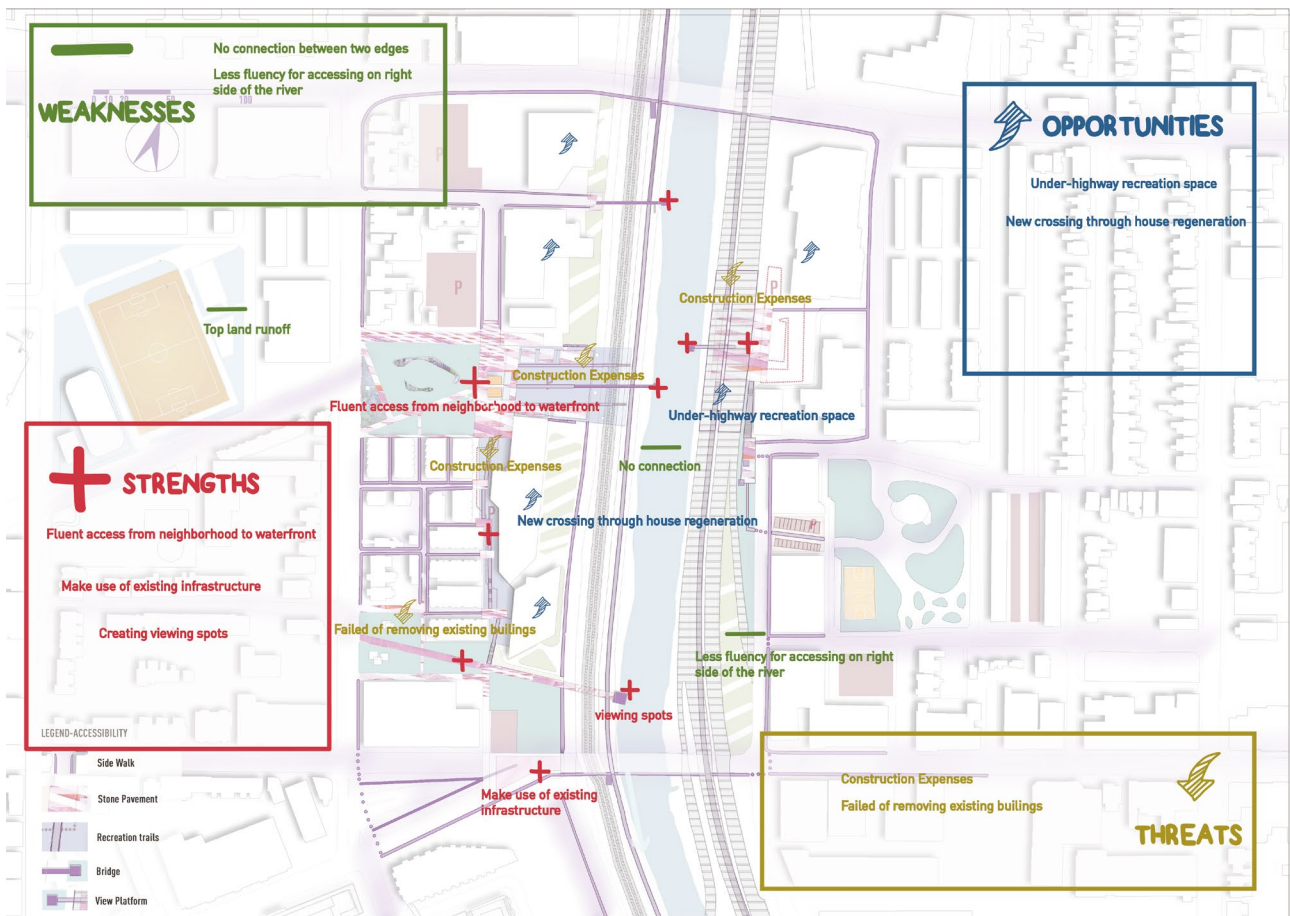 No connection between two edges
Less fluency for accessing on right
side of the river
WEAKNESSES
100
OPPORTUNITIES
Under-highway recreation space
New crossing through house regeneration
P
P
P
Construction Expenses
Top land runoff
Construction Expenses
Fluent access from neighborhood to waterfront
Under-highway recreation space
Construction Expenses
No connection
STRENGTHS
Fluent access from neighborhood to waterfront
Make use of existing infrastructure
Creating viewing spots
P
New crossing through house regeneration
P
Failed of removing existing builings
Less fluency for accessing on right
side of the river
viewing spots
Make use of existing
infrastructure
LEGEND-ACCESSIBILITY
Side Walk
Stone Pavement
Recreation trails
Bridge
View Platform
Construction Expenses
Failed of removing existing builings
THREATS